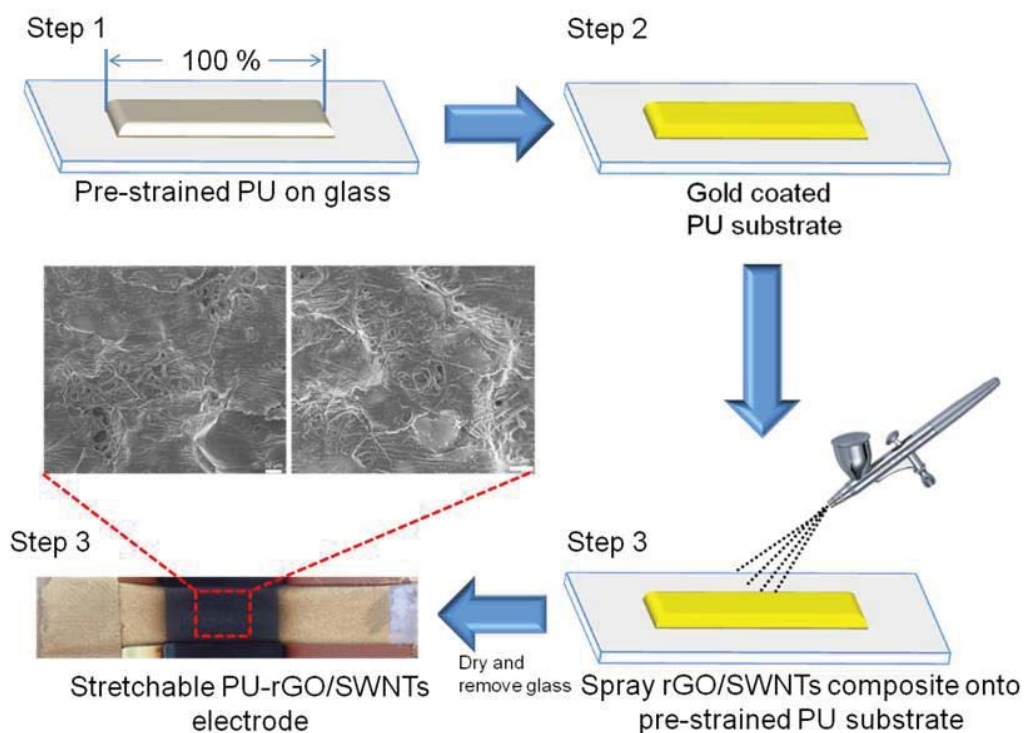 Step 1
100 %
Pre-strained PU on glass
Step 2
Gold coated
PU substrate
Step 3
Spray rGO/SWNTs composite onto
pre-strained PU substrate
Dry and
remove glass
Step 3
Stretchable PU-rGO/SWNTs
electrode